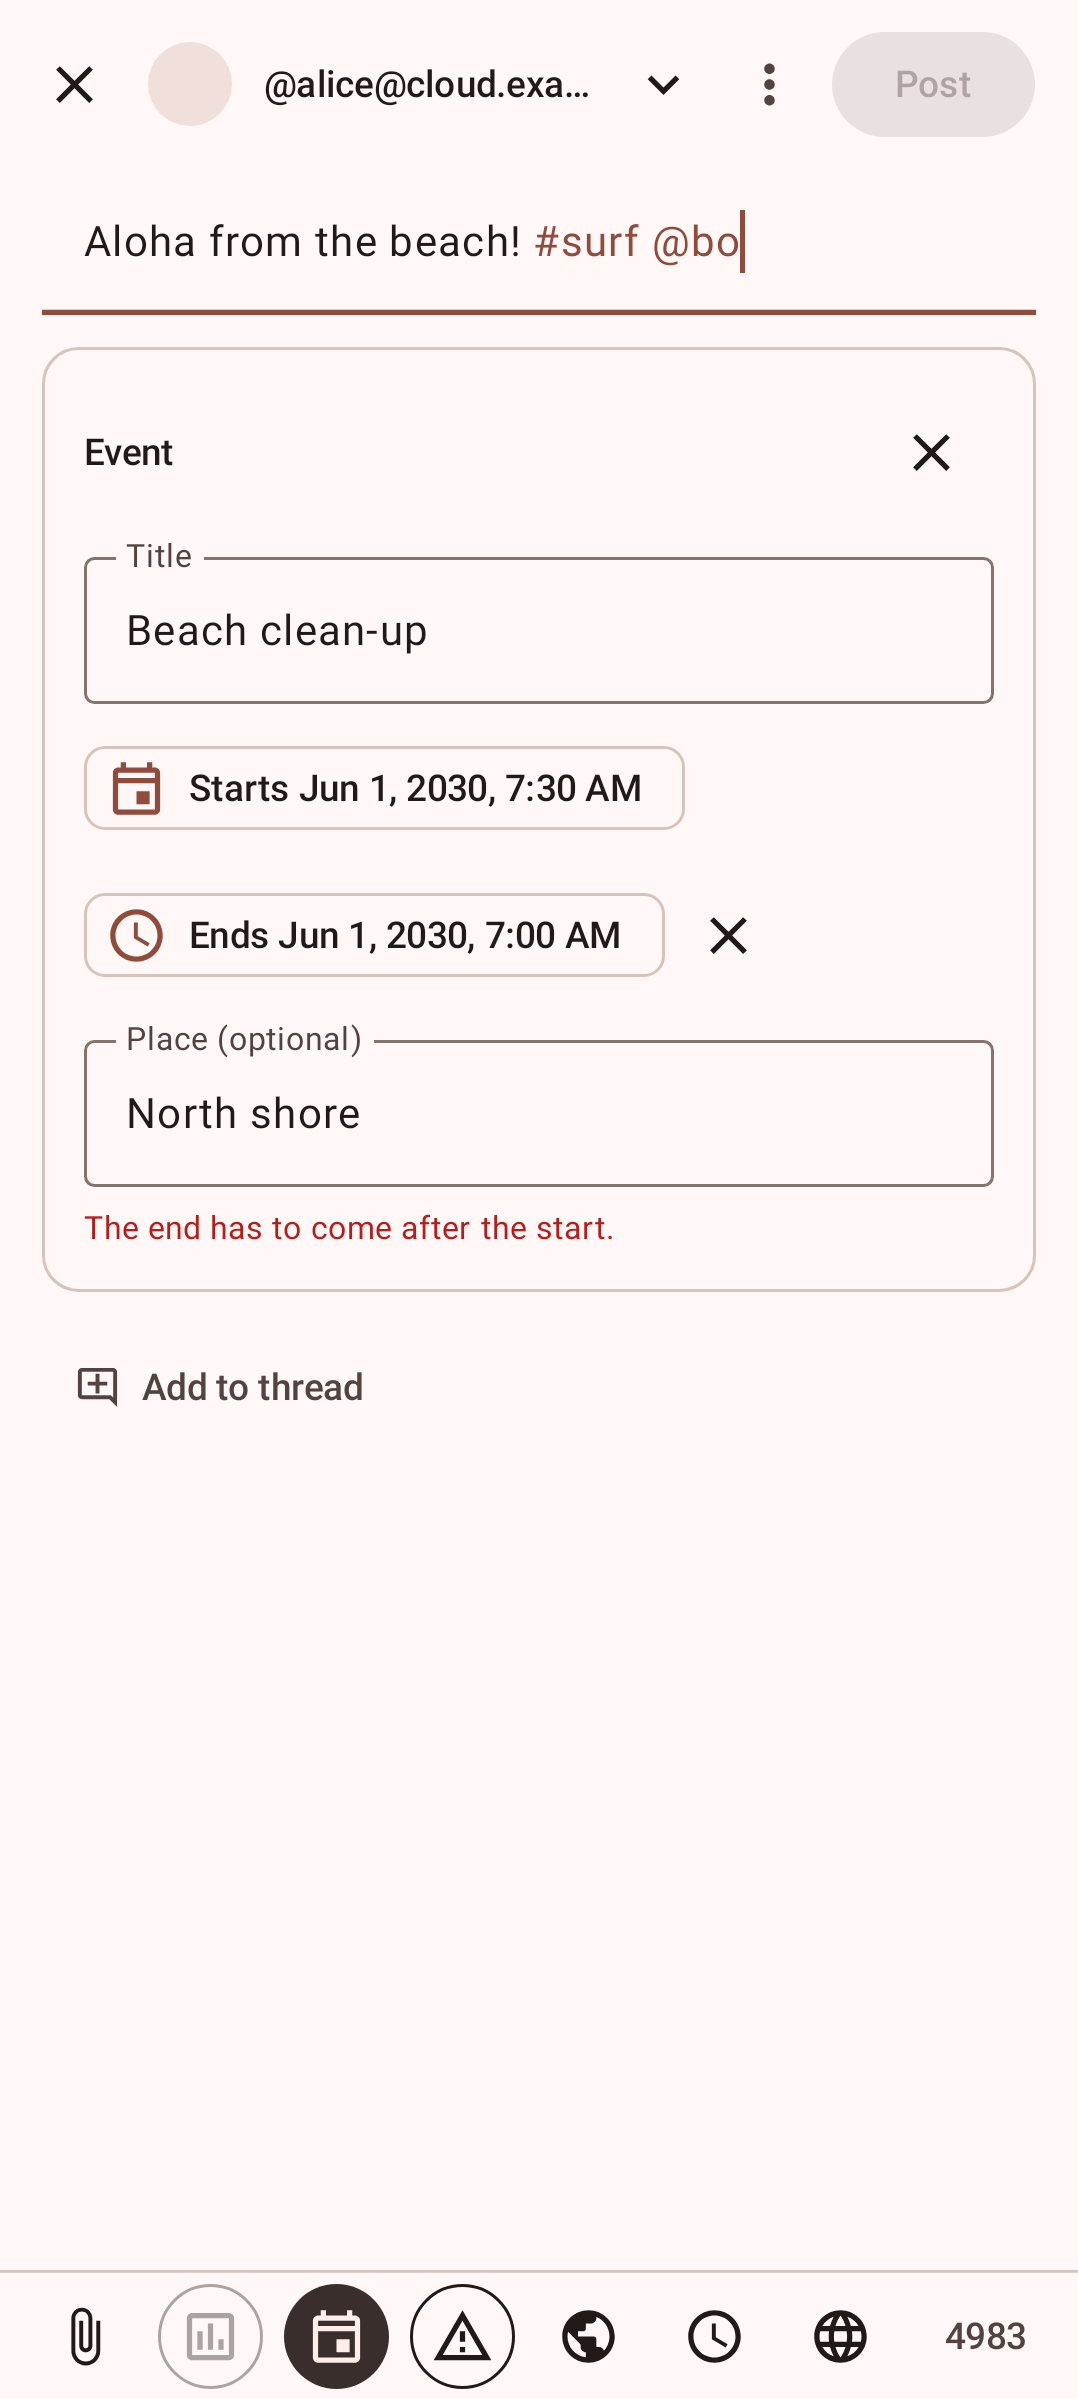 @alice@cloud.exa…
Post
Aloha from the beach! #surf @bo
Event
Title
Beach clean-up
Starts Jun 1, 2030, 7:30 AM
Ends Jun 1, 2030, 7:00 AM
Place (optional)
North shore
The end has to come after the start.
Add to thread
4983